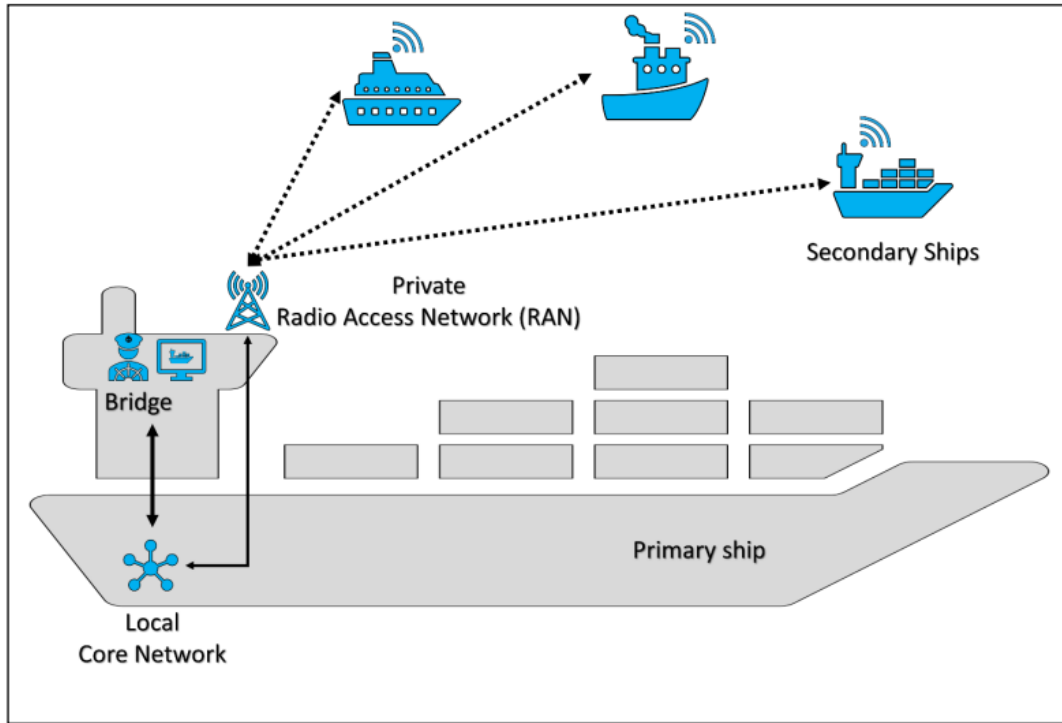 Secondary Ships
Private
Radio Access Network (RAN)
Bridge
Primary ship
Local
Core Network